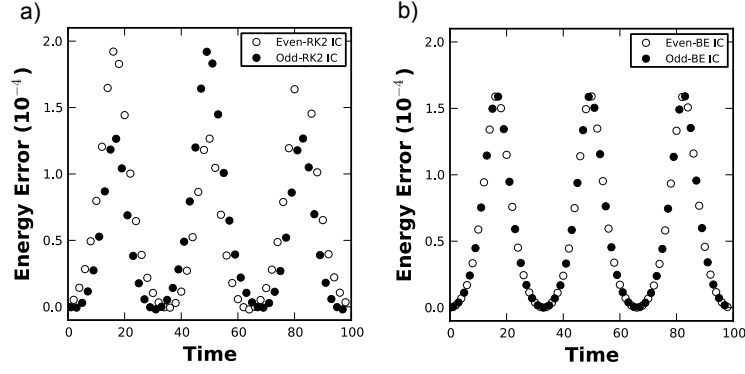 a)
2.0
1.5
1.0
0.5
0.0
Energy Error (10⁻⁴)
Even-RK2 IC
Odd-RK2 IC
0 20 40 60 80 100
Time
b)
2.0
1.5
1.0
0.5
0.0
Energy Error (10⁻⁴)
Even-BE IC
Odd-BE IC
0 20 40 60 80 100
Time